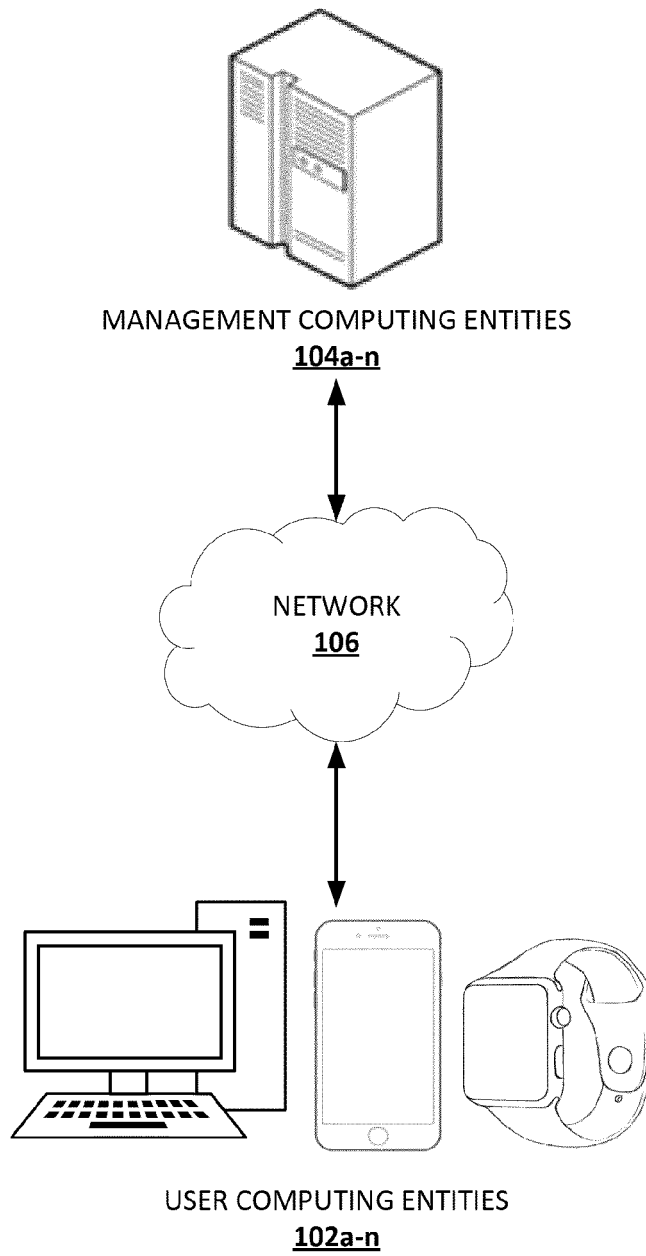 MANAGEMENT COMPUTING ENTITIES
104a-n
NETWORK
106
USER COMPUTING ENTITIES
102a-n